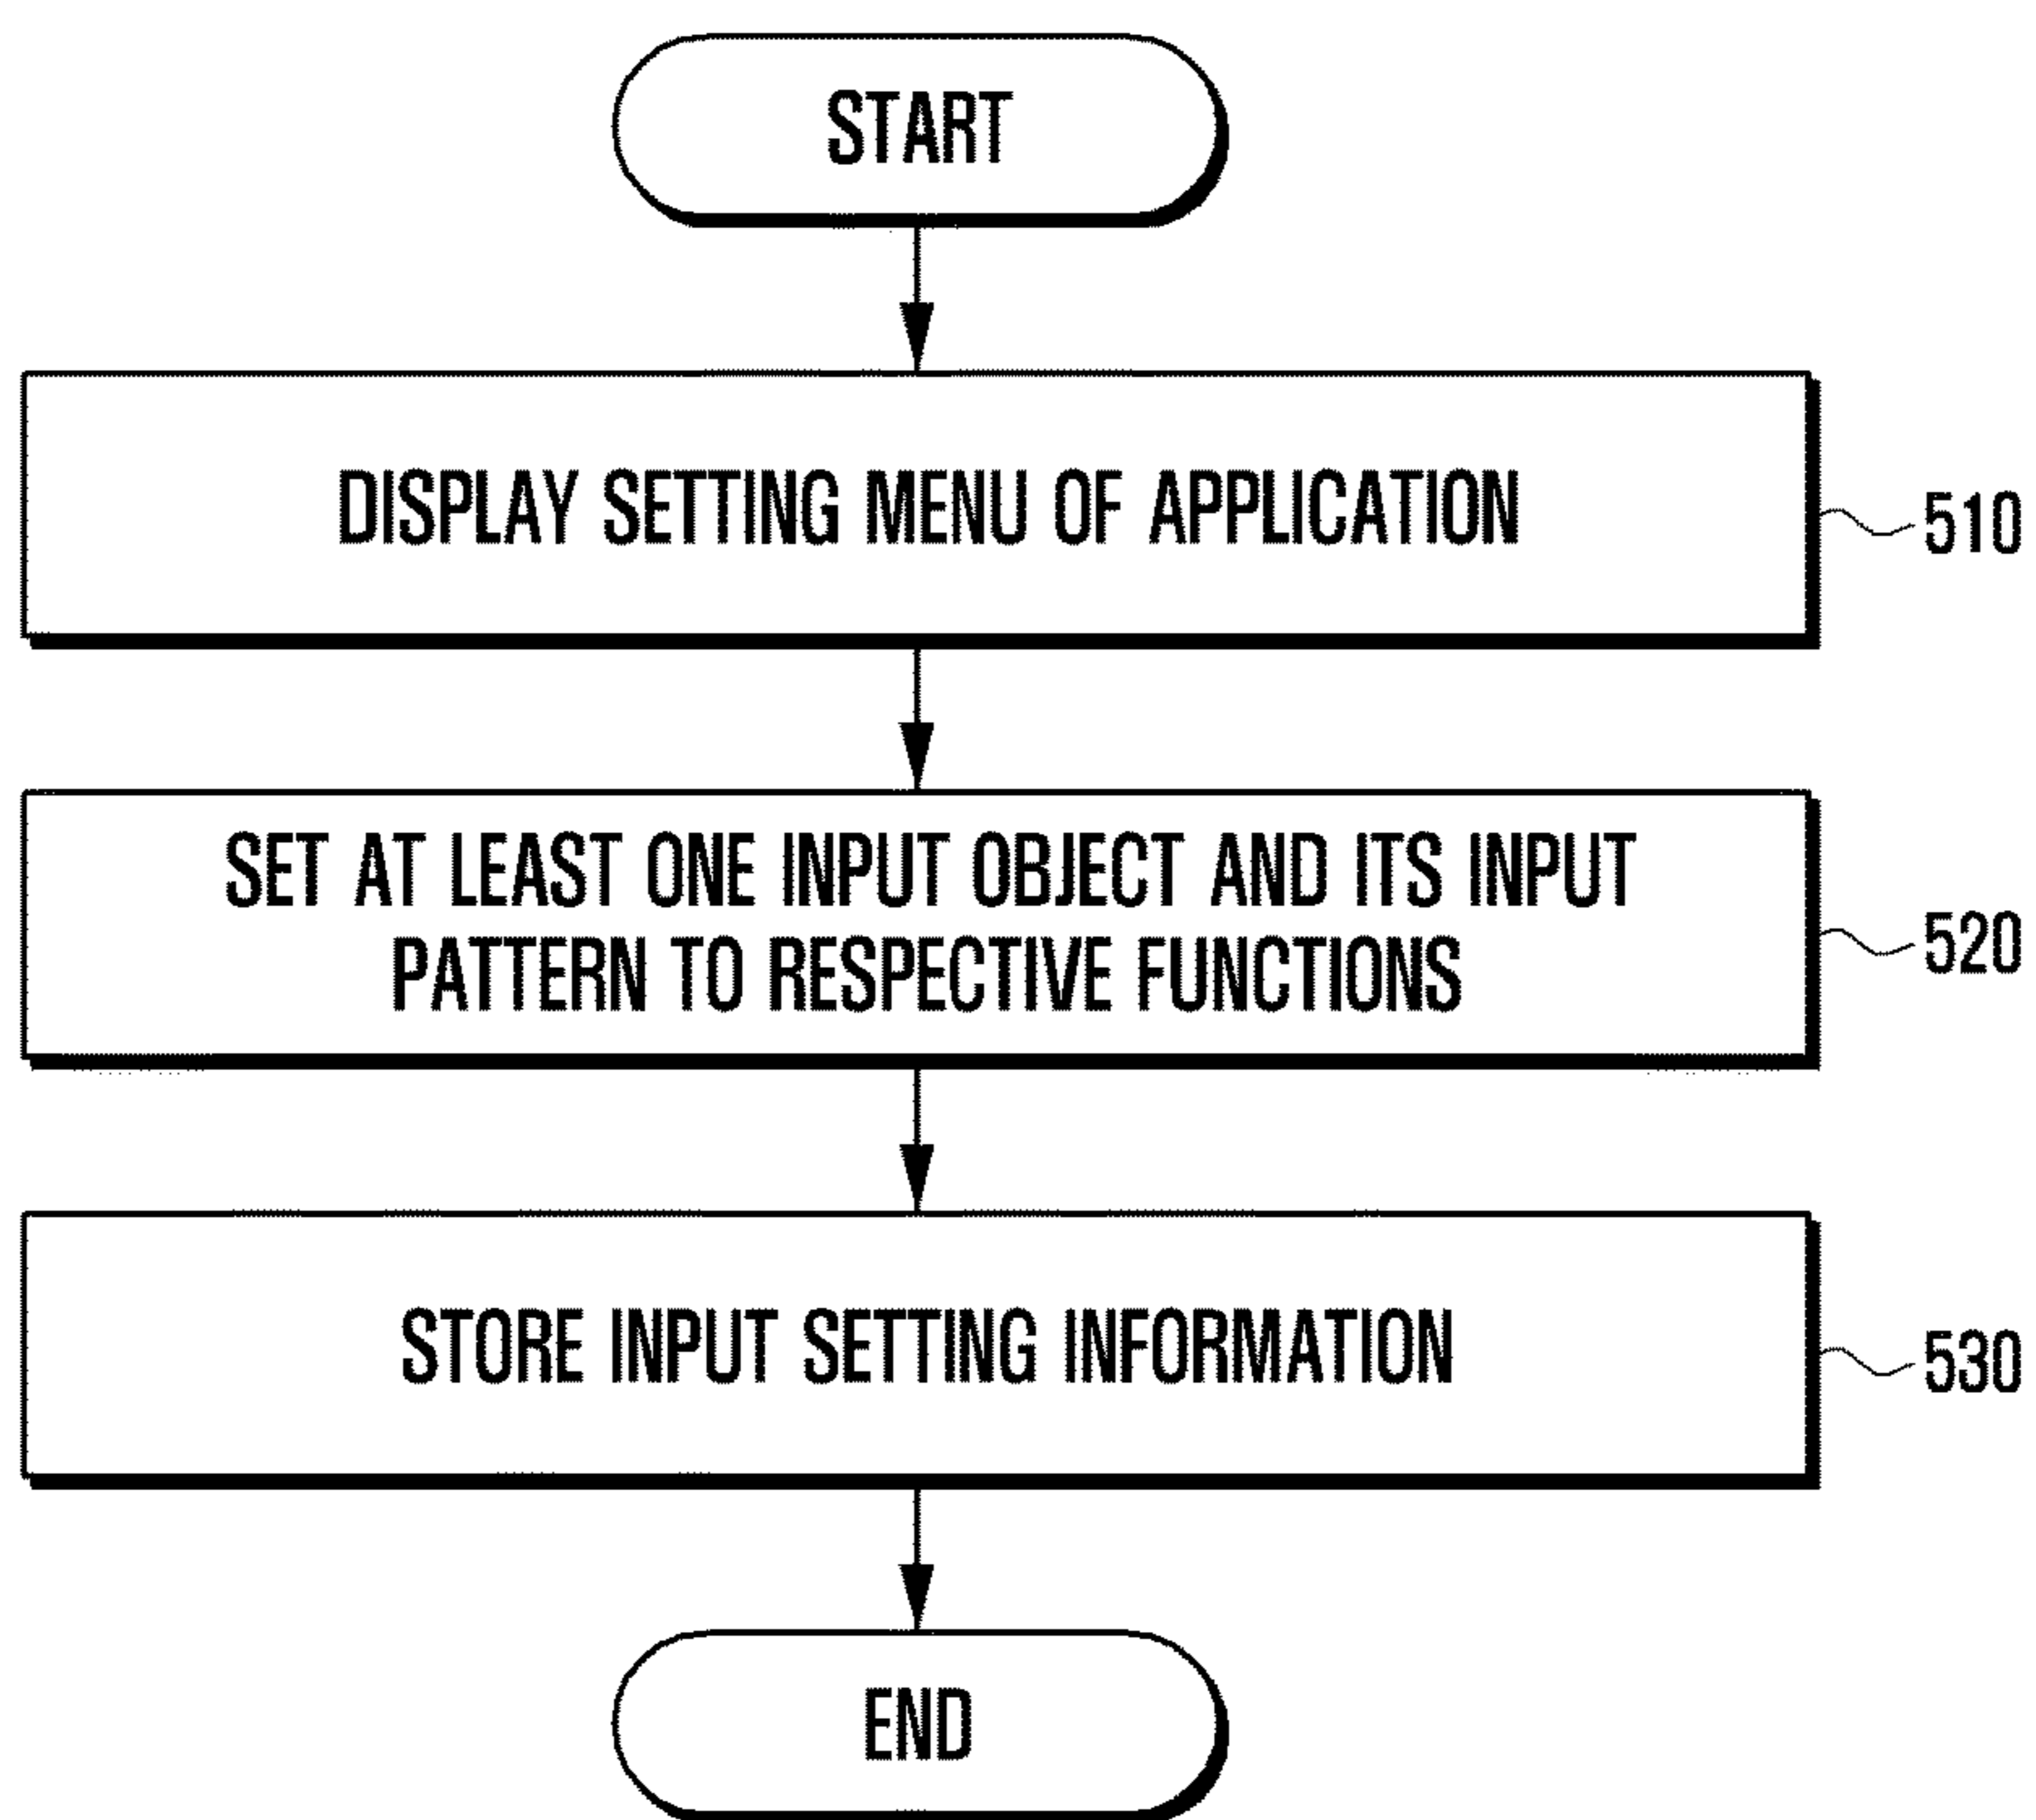 START
DISPLAY SETTING MENU OF APPLICATION
510
SET AT LEAST ONE INPUT OBJECT AND ITS INPUT
PATTERN TO RESPECTIVE FUNCTIONS
520
STORE INPUT SETTING INFORMATION
530
END